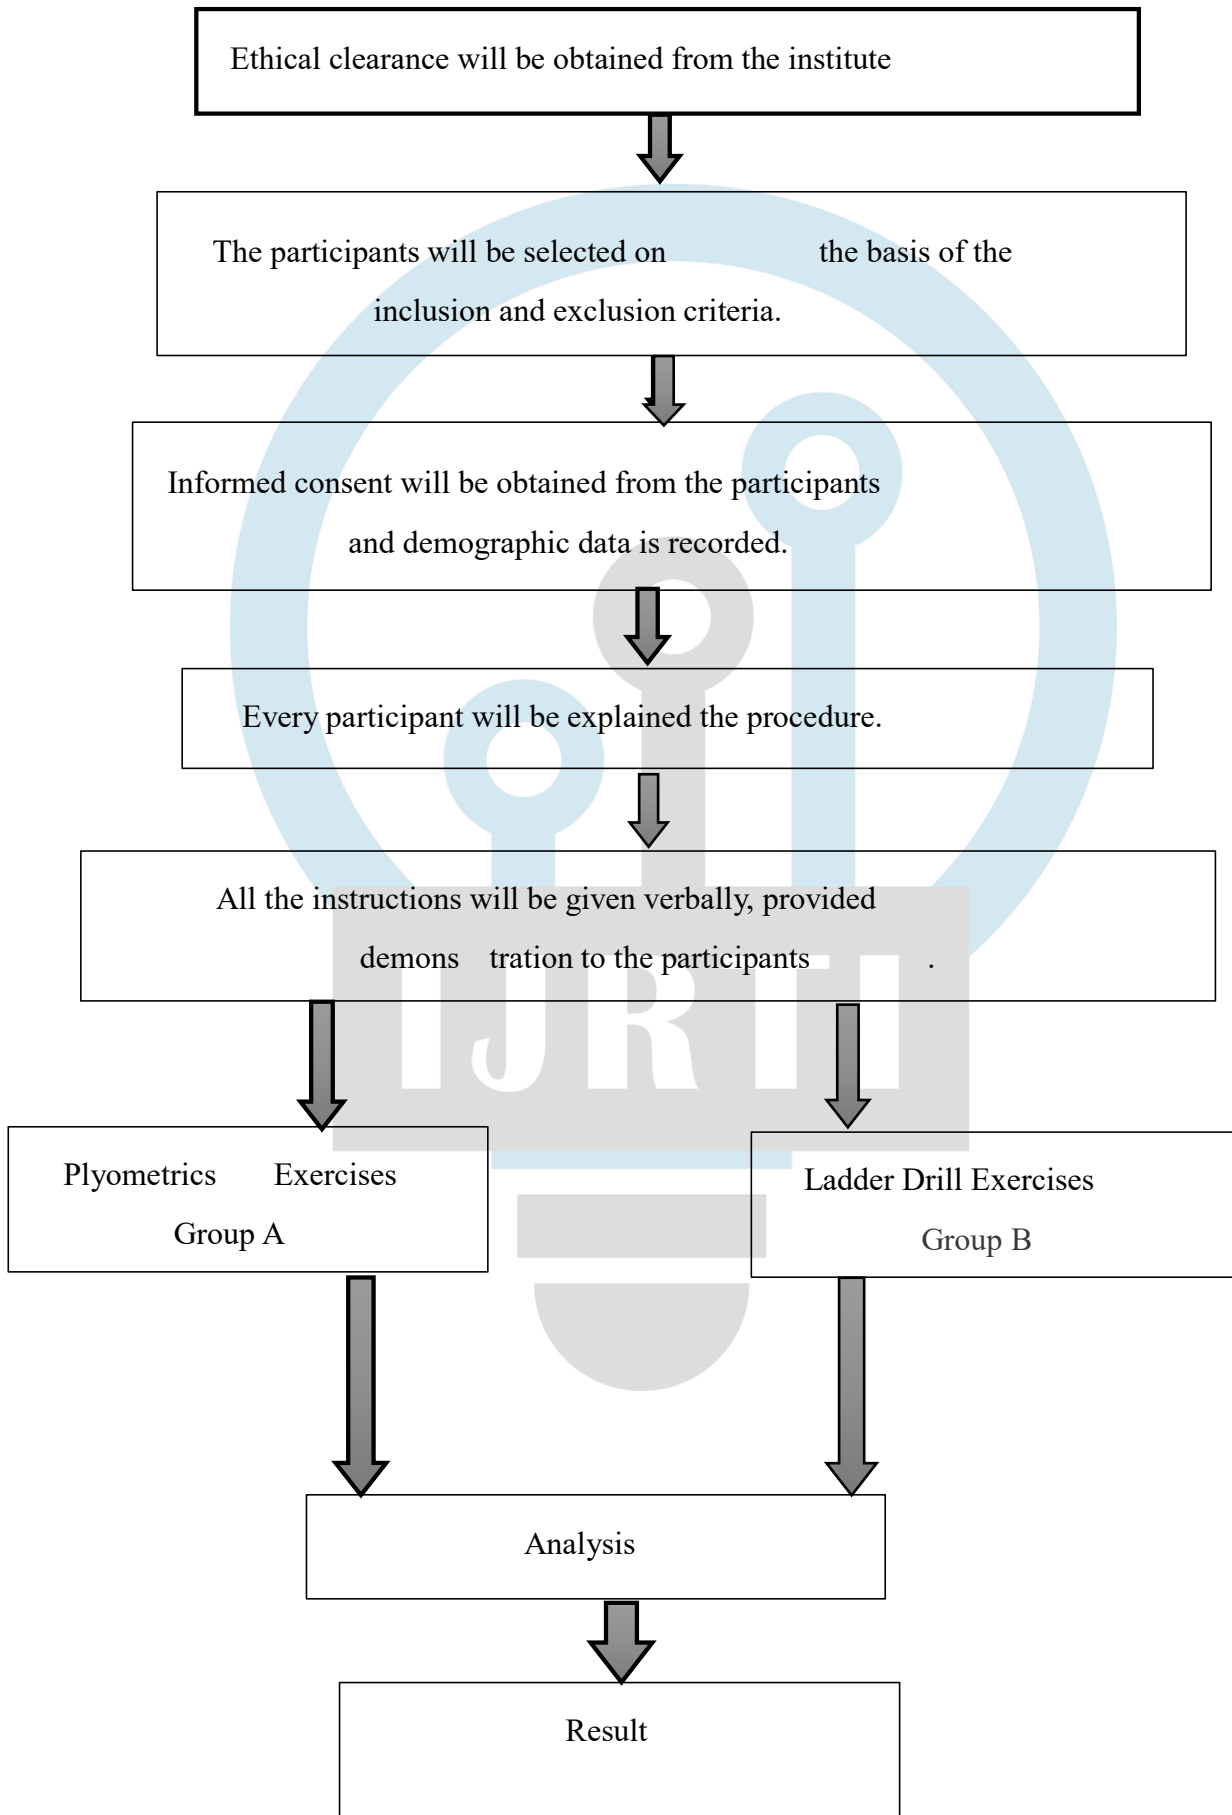 Ethical clearance will be obtained from the institute
The participants will be selected on the basis of the
inclusion and exclusion criteria.
Informed consent will be obtained from the participants
and demographic data is recorded.
Every participant will be explained the procedure.
All the instructions will be given verbally, provided
demons tration to the participants .
IJRTI
Plyometrics Exercises
Group A
Ladder Drill Exercises
Group B
Analysis
Result